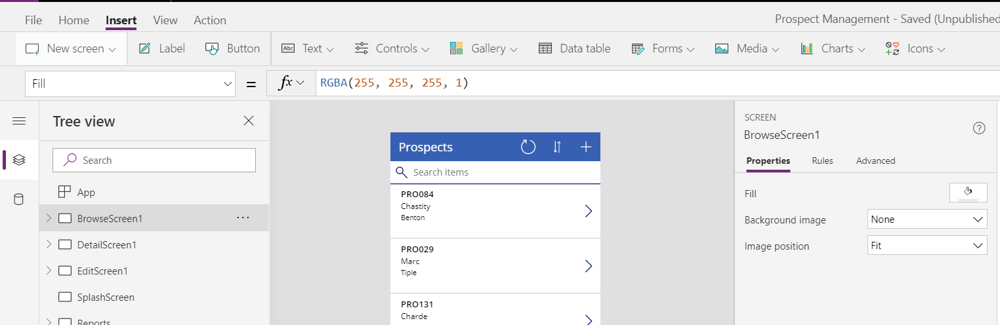 File Home Insert View Action Prospect Management - Saved (Unpublished
New screen Label Button Abc Text Controls Gallery Data table Forms Media Charts Icons
Fill = fx RGBA(255, 255, 255, 1)
Tree view
Search
App
BrowseScreen1 ...
DetailScreen1
EditScreen1
SplashScreen
Reports
Prospects
Search items
PRO084
Chastity
Benton
PRO029
Marc
Tiple
PRO131
Charde
SCREEN
BrowseScreen1
Properties Rules Advanced
Fill
Background image None
Image position Fit